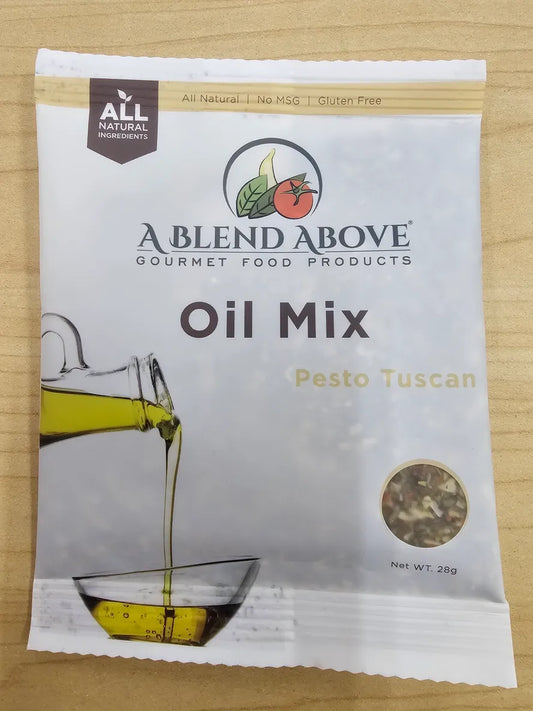 All Natural | No MSG | Gluten Free
ALL
NATURAL
INGREDIENTS
A BLEND ABOVE®
GOURMET FOOD PRODUCTS
Oil Mix
Pesto Tuscan
Net WT. 28g